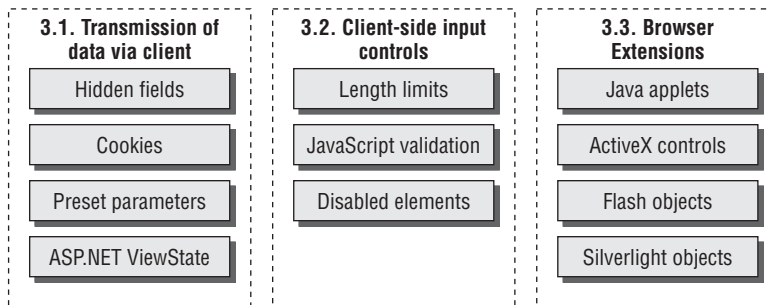 3.1. Transmission of
data via client
Hidden fields
Cookies
Preset parameters
ASP.NET ViewState
3.2. Client-side input
controls
Length limits
JavaScript validation
Disabled elements
3.3. Browser
Extensions
Java applets
ActiveX controls
Flash objects
Silverlight objects